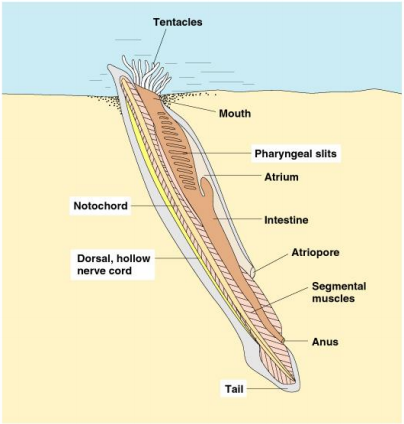 Tentacles
Mouth
Pharyngeal slits
Atrium
Notochord
Intestine
Dorsal, hollow
nerve cord
Atriopore
Segmental
muscles
Anus
Tail